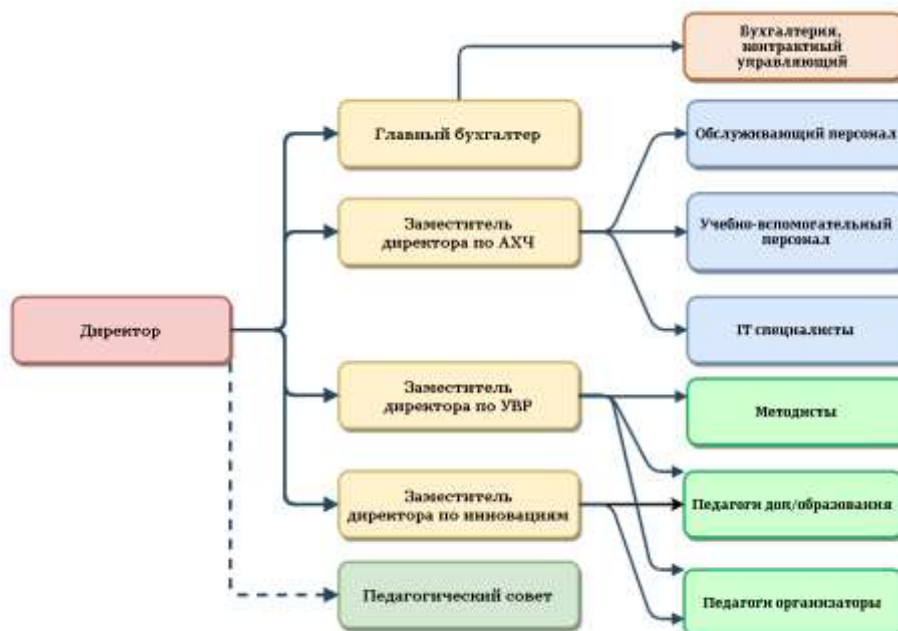 Бухгалтерия,
контрактный
управляющий
Главный бухгалтер
Обслуживающий персонал
Заместитель
директора по АХЧ
Учебно-вспомогательный
персонал
Директор
IT специалисты
Заместитель
директора по УВР
Методисты
Заместитель
директора по инновациям
Педагоги доп/образования
Педагогический совет
Педагоги организаторы